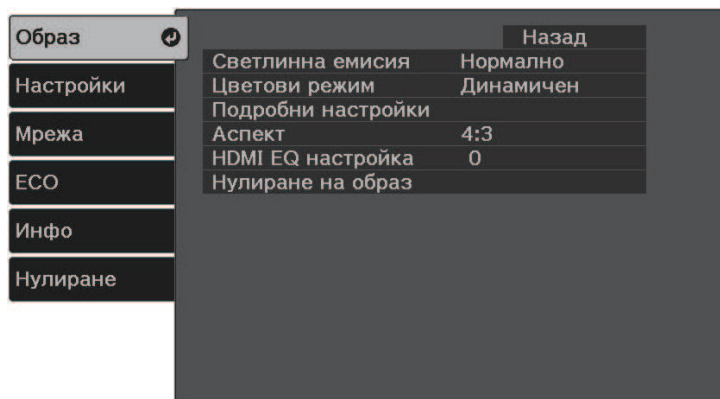 Образ
Настройки
Мрежа
ECO
Инфо
Нулиране
Назад
Светлинна емисия Нормално
Цветови режим Динамичен
Подробни настройки
Аспект 4:3
HDMI EQ настройка 0
Нулиране на образ